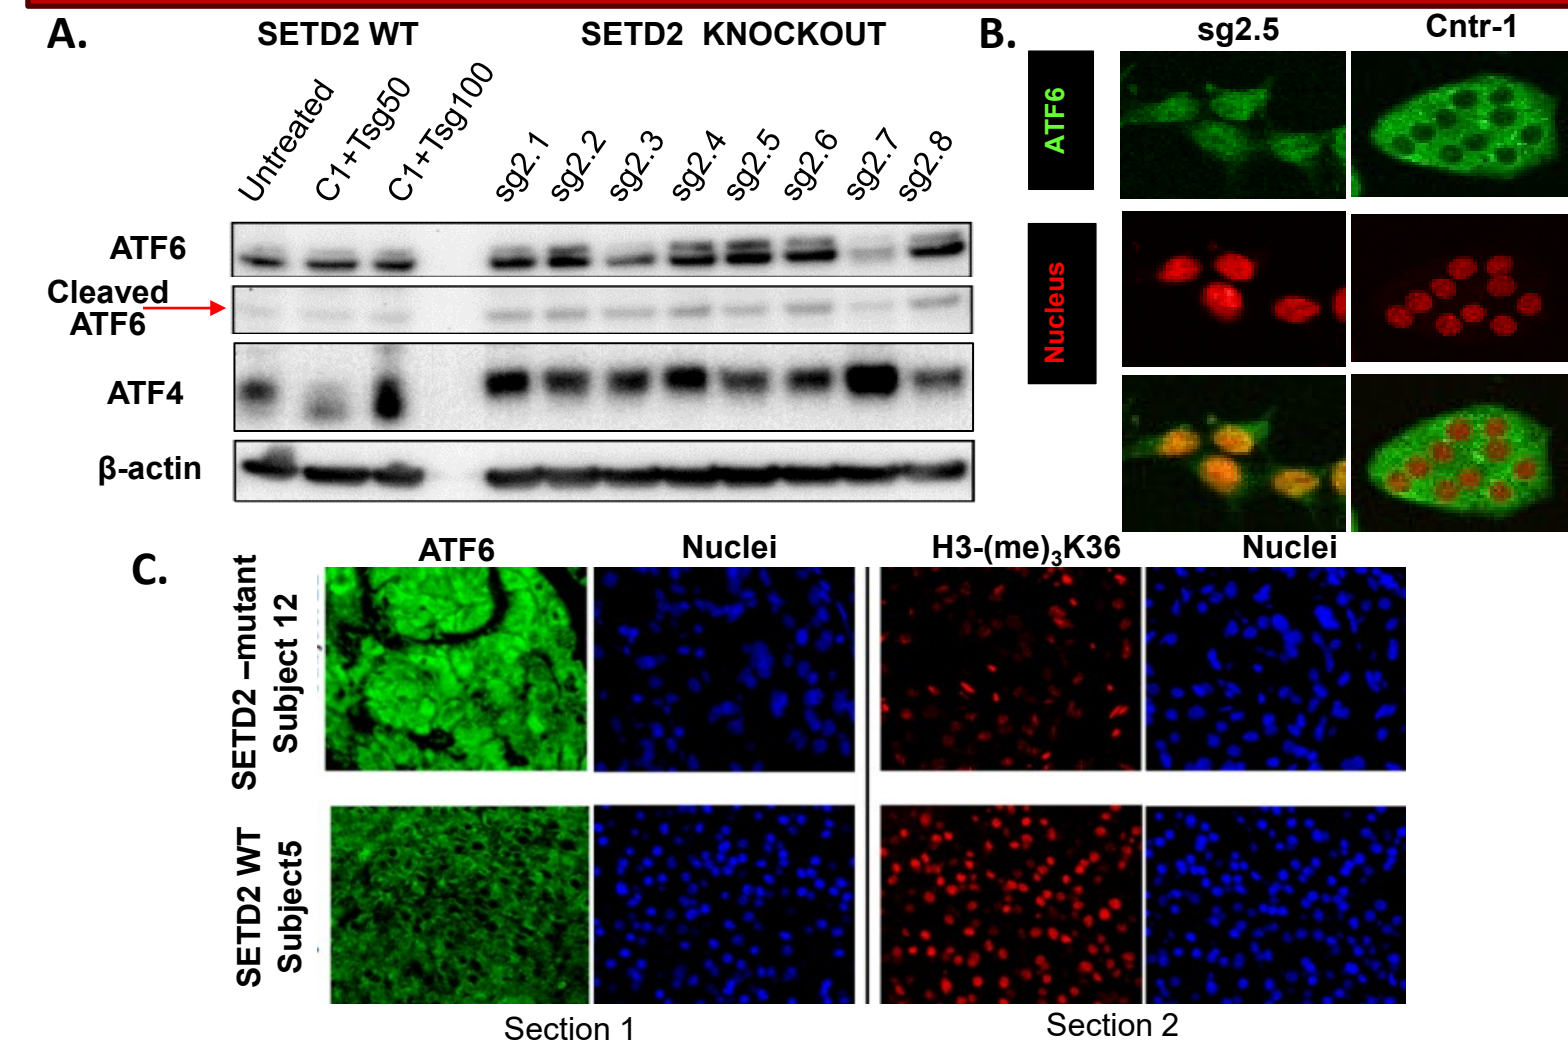 A.
SETD2 WT
SETD2 KNOCKOUT
Untreated
C1+Tsg50
C1+Tsg100
sg2.1
sg2.2
sg2.3
sg2.4
sg2.5
sg2.6
sg2.7
sg2.8
ATF6
Cleaved
ATF6
ATF4
β-actin
B.
sg2.5
Cntr-1
ATF6
Nucleus
C.
ATF6
Nuclei
H3-(me)₃K36
Nuclei
SETD2 –mutant
Subject 12
SETD2 WT
Subject5
Section 1
Section 2